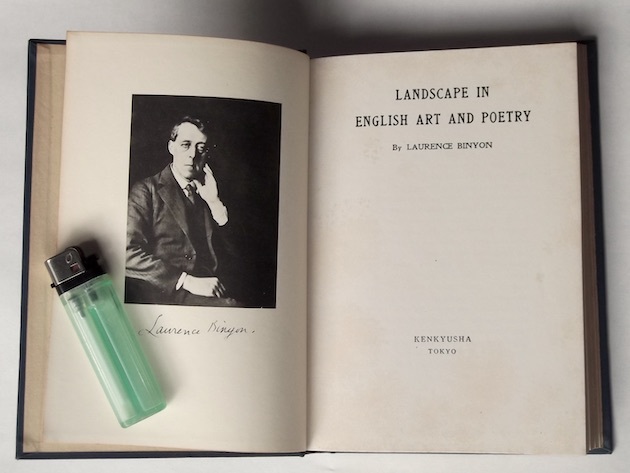 Laurence Binyon.
LANDSCAPE IN
ENGLISH ART AND POETRY
By LAURENCE BINYON
KENKYUSHA
TOKYO